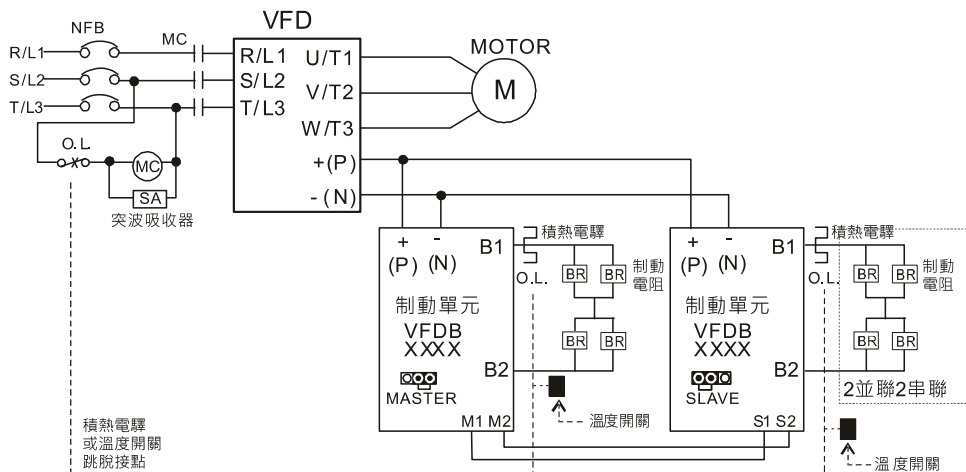 VFD
NFB
MC
MOTOR
R/L1
R/L1
U/T1
S/L2
S/L2
V/T2
M
T/L3
T/L3
W/T3
O.L.
+(P)
MC
SA
-(N)
突波吸收器
+
-
B1
積熱電驛
(P)
(N)
O.L.
BR
BR
制動
電阻
制動單元
VFDB
XXXX
BR
BR
B2
MASTER
M1 M2
溫度開關
+
-
B1
積熱電驛
(P)
(N)
O.L.
BR
BR
制動
電阻
制動單元
VFDB
XXXX
BR
BR
B2
2並聯2串聯
SLAVE
S1 S2
溫度開關
積熱電驛
或溫度開關
跳脫接點